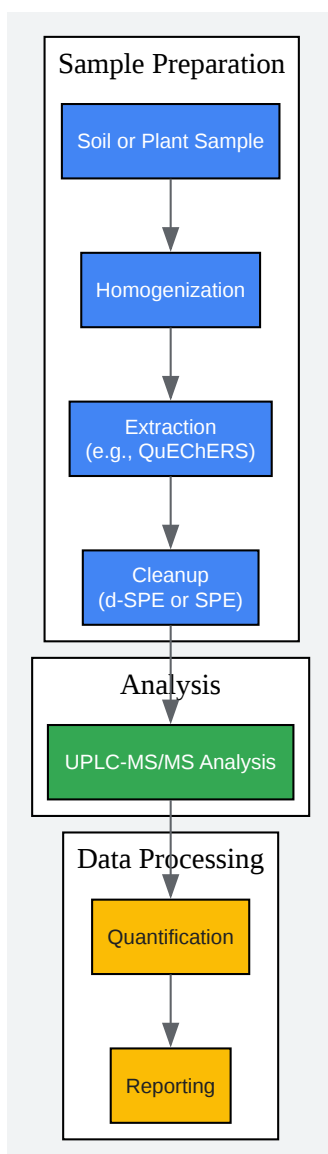 Sample Preparation
Soil or Plant Sample
Homogenization
Extraction
(e.g., QuEChERS)
Cleanup
(d-SPE or SPE)
Analysis
UPLC-MS/MS Analysis
Data Processing
Quantification
Reporting